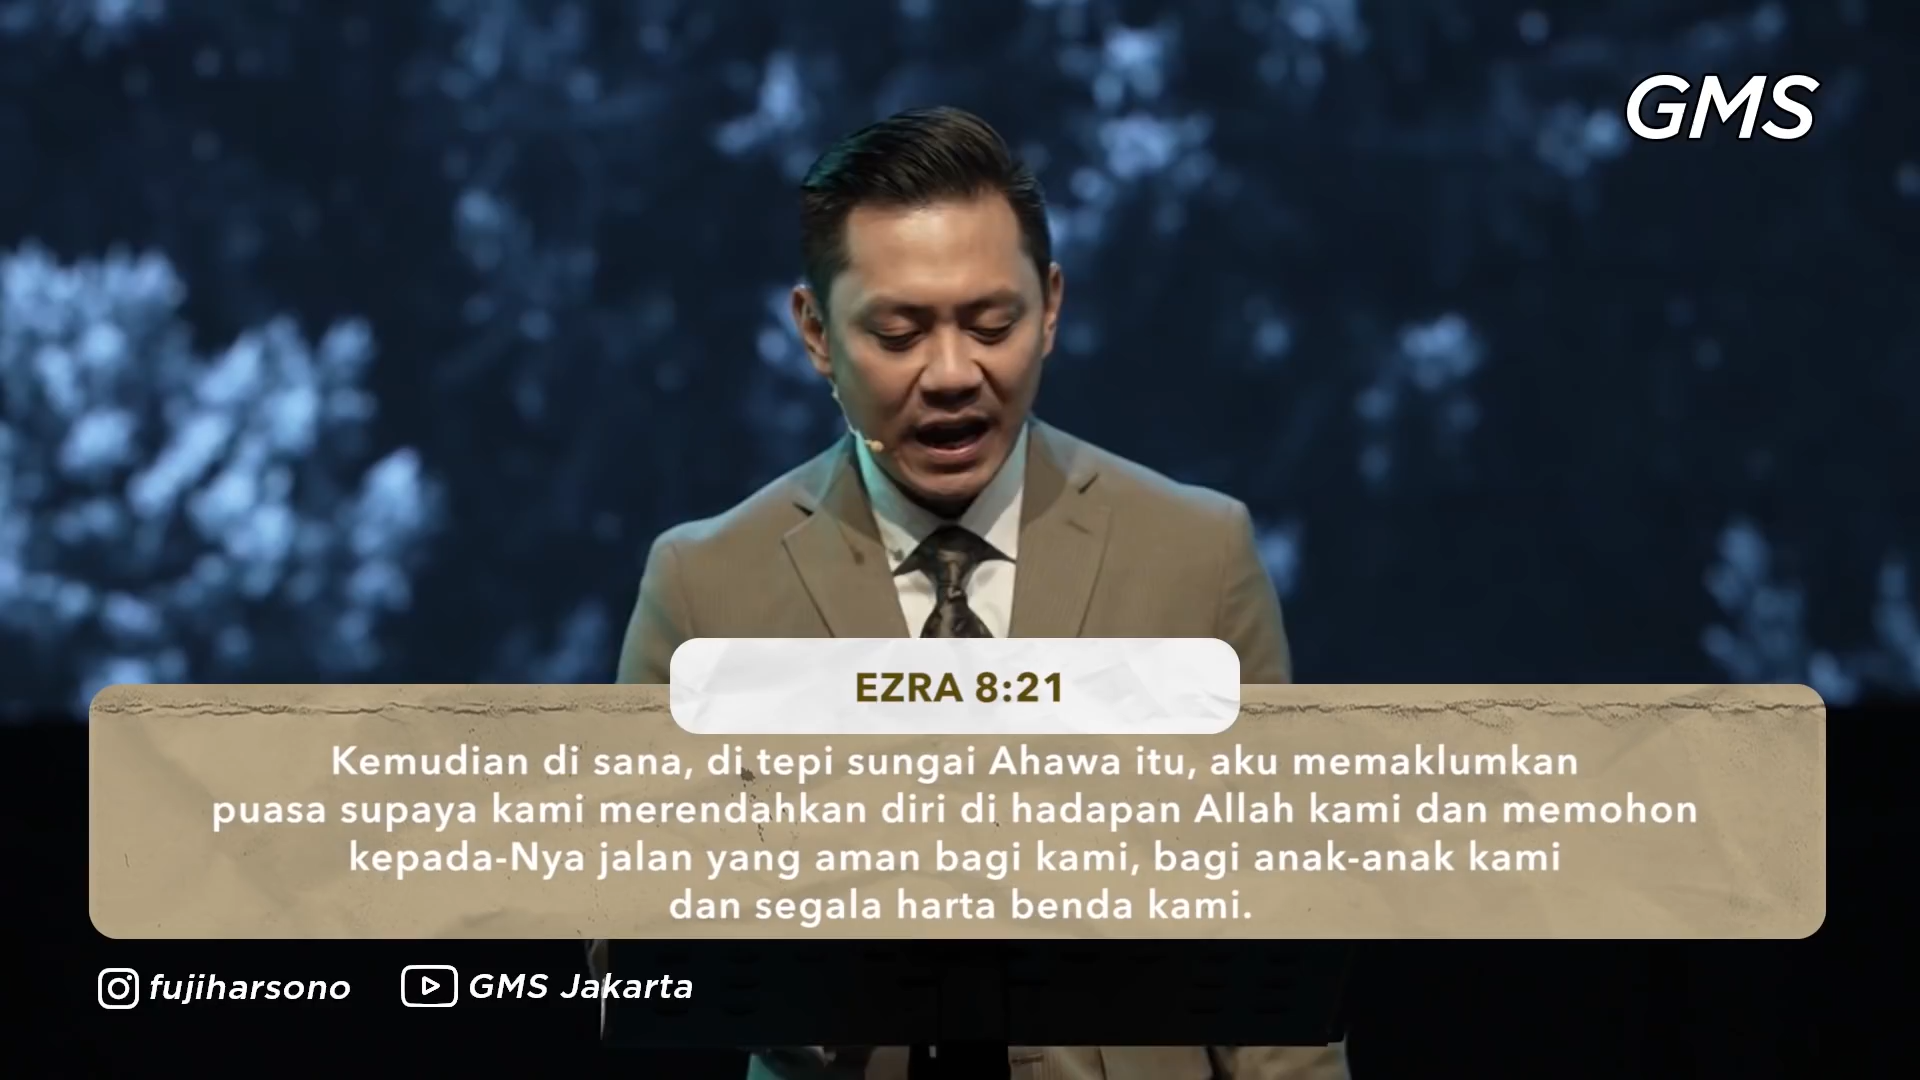 GMS
EZRA 8:21
Kemudian di sana, di tepi sungai Ahawa itu, aku memaklumkan
puasa supaya kami merendahkan diri di hadapan Allah kami dan memohon
kepada-Nya jalan yang aman bagi kami, bagi anak-anak kami
dan segala harta benda kami.
fujiharsono GMS Jakarta